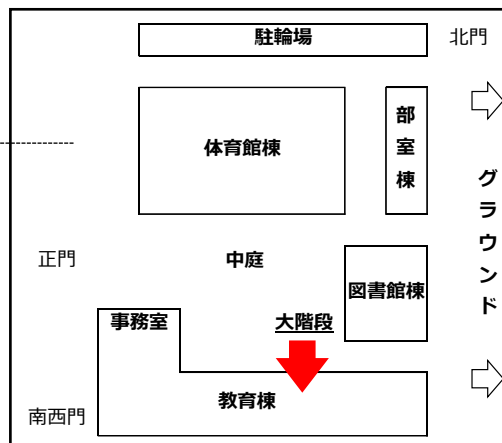 駐輪場
北門
体育館棟
部室棟
グラウンド
正門
中庭
図書館棟
事務室
大階段
教育棟
南西門